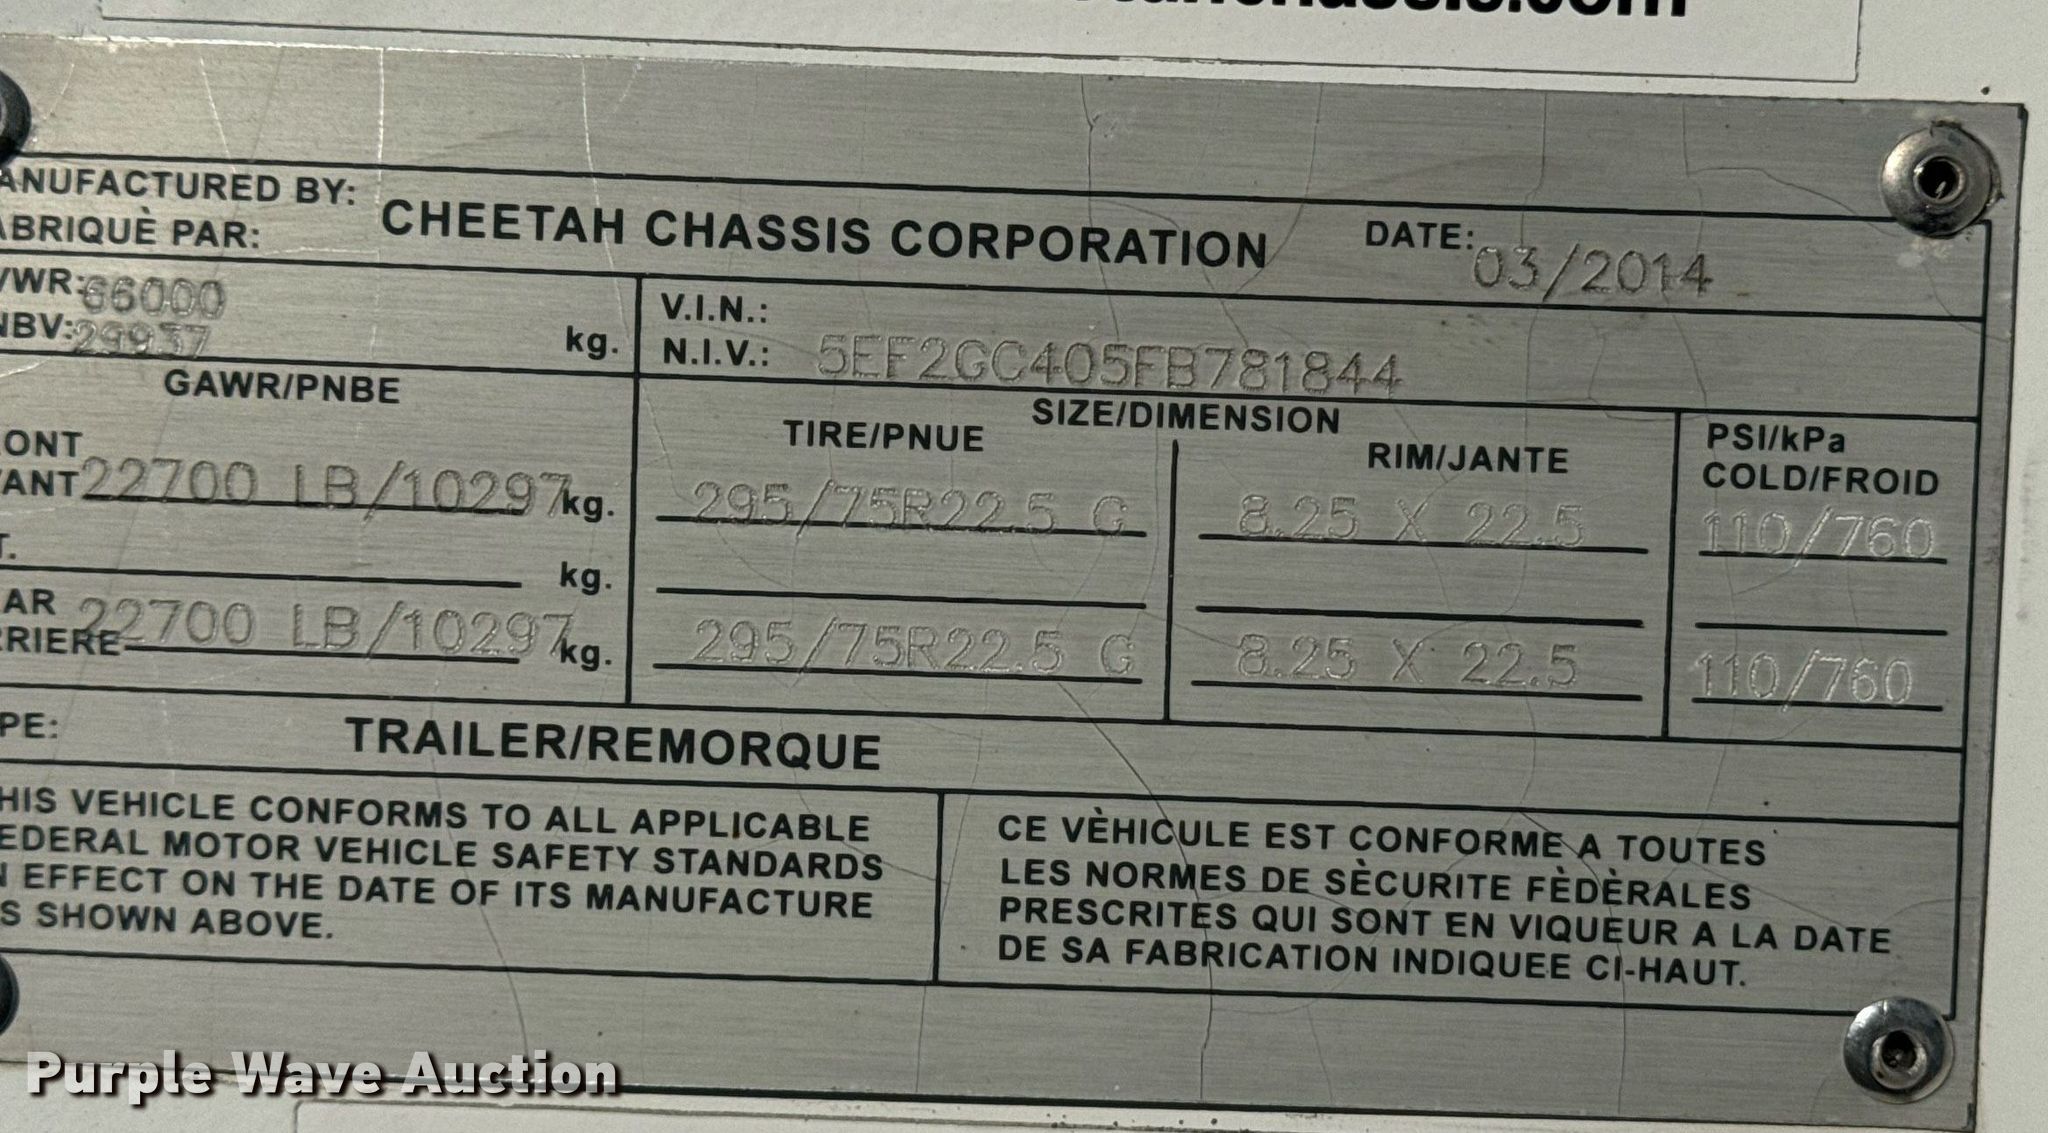 ANUFACTURED BY:
ABRIQUÈ PAR:
CHEETAH CHASSIS CORPORATION
DATE: 03/2014
VWR: 66000
NBV: 29937 kg.
V.I.N.:
N.I.V.: 5EF2GC405FB781844
GAWR/PNBE
SIZE/DIMENSION
TIRE/PNUE
RIM/JANTE
PSI/kPa
COLD/FROID
ONT
ANT 22700 LB/10297 kg. 295/75R22.5 G 8.25 X 22.5 110/760
T.
kg.
AR
RRIERE 22700 LB/10297 kg. 295/75R22.5 G 8.25 X 22.5 110/760
PE: TRAILER/REMORQUE
HIS VEHICLE CONFORMS TO ALL APPLICABLE
EDERAL MOTOR VEHICLE SAFETY STANDARDS
N EFFECT ON THE DATE OF ITS MANUFACTURE
S SHOWN ABOVE.
CE VÈHICULE EST CONFORME A TOUTES
LES NORMES DE SÈCURITE FÈDÈRALES
PRESCRITES QUI SONT EN VIQUEUR A LA DATE
DE SA FABRICATION INDIQUEE CI-HAUT.
Purple Wave Auction